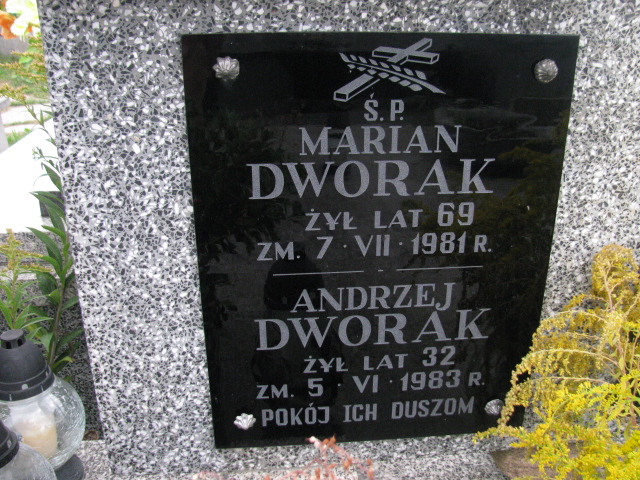 Ś.P.
MARIAN
DWORAK
ŻYŁ LAT 69
ZM. 7 · VII · 1981 R.
ANDRZEJ
DWORAK
ŻYŁ LAT 32
ZM. 5 · VI · 1983 R.
POKÓJ ICH DUSZOM